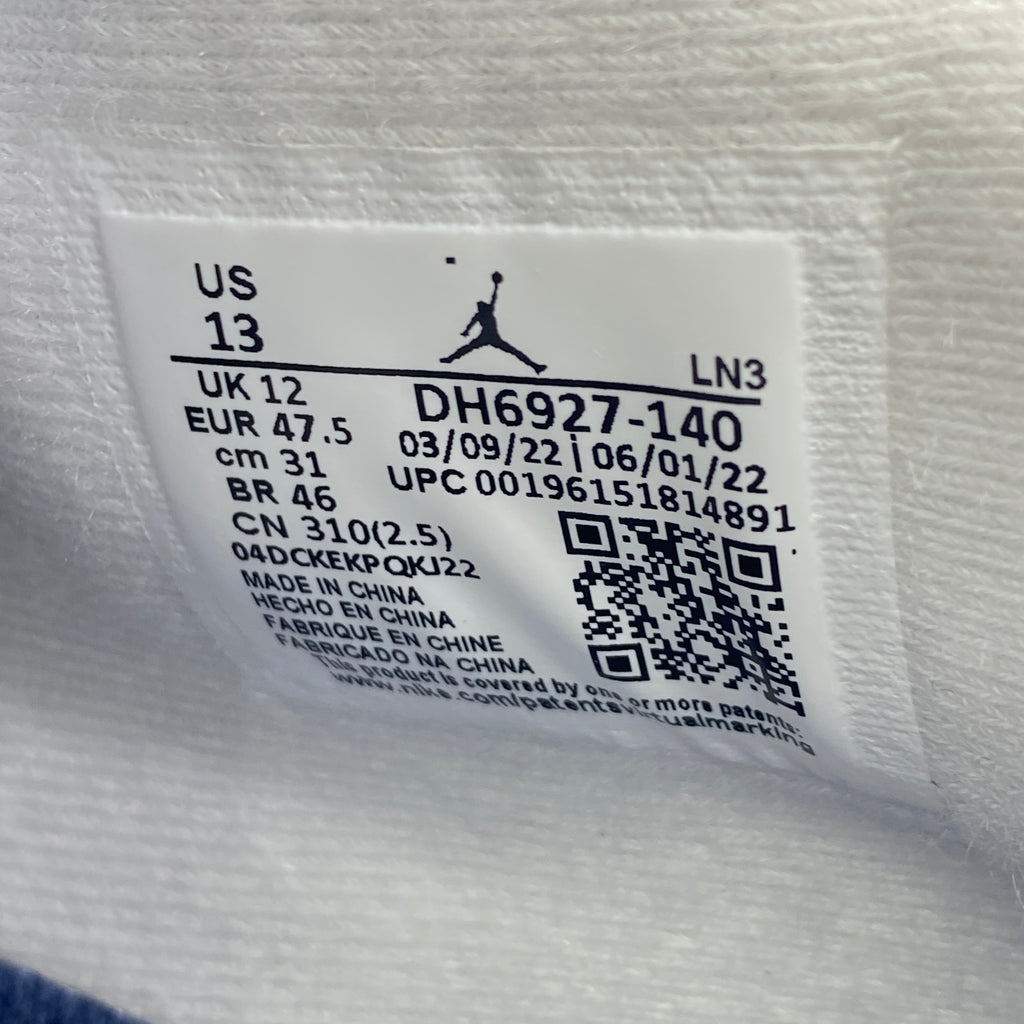 US
13
LN3
UK 12
DH6927-140
EUR 47.5
03/09/22 | 06/01/22
cm 31
UPC 00196151814891
BR 46
CN 310(2.5)
04DCKEKPQKJ22
MADE IN CHINA
HECHO EN CHINA
FABRIQUE EN CHINE
FABRICADO NA CHINA
This product is covered by one or more patents:
www.nike.com/patentsvirtualmarking